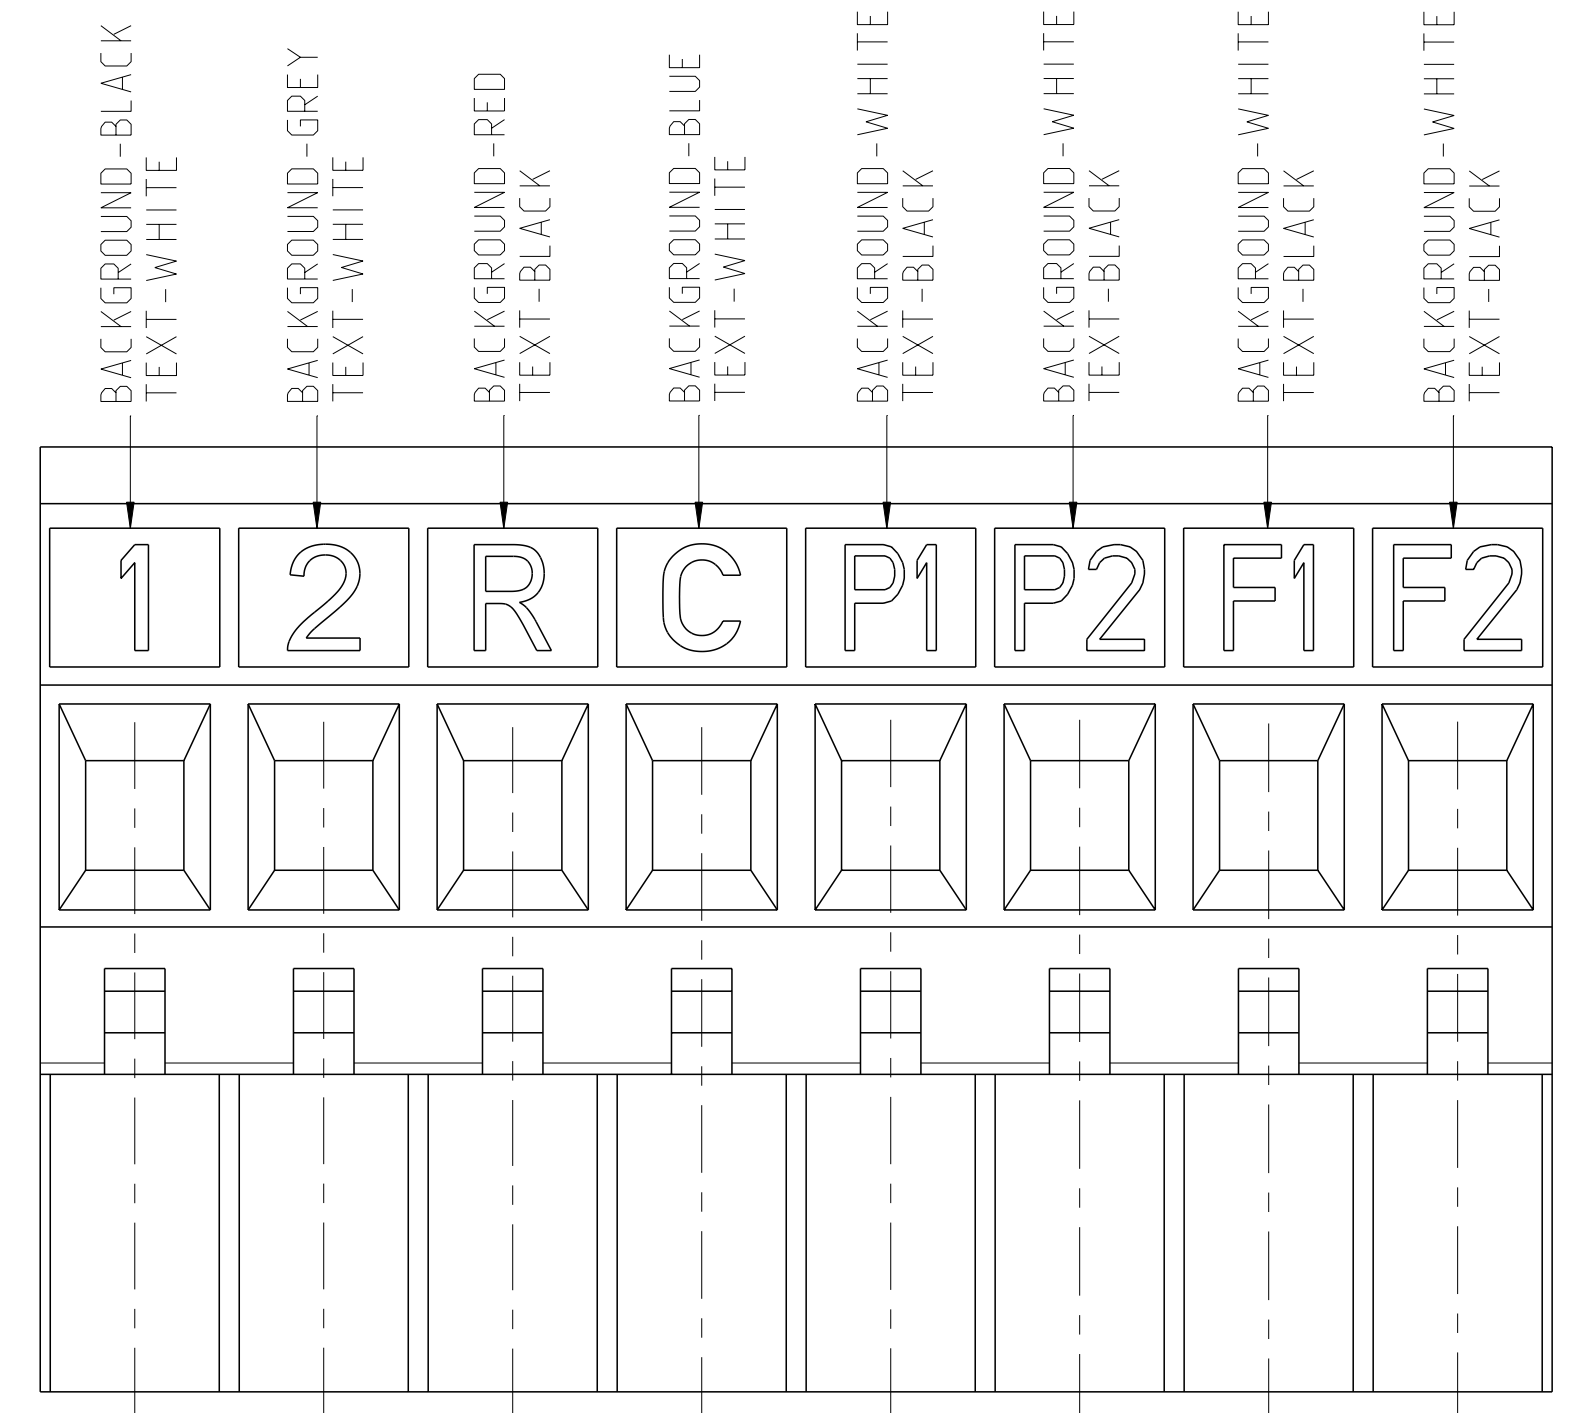 BACKGROUND-BLACK
TEXT-WHITE
BACKGROUND-GREY
TEXT-WHITE
BACKGROUND-RED
TEXT-BLACK
BACKGROUND-BLUE
TEXT-WHITE
BACKGROUND-WHITE
TEXT-BLACK
BACKGROUND-WHITE
TEXT-BLACK
BACKGROUND-WHITE
TEXT-BLACK
BACKGROUND-WHITE
TEXT-BLACK
1 2 R C P1 P2 F1 F2